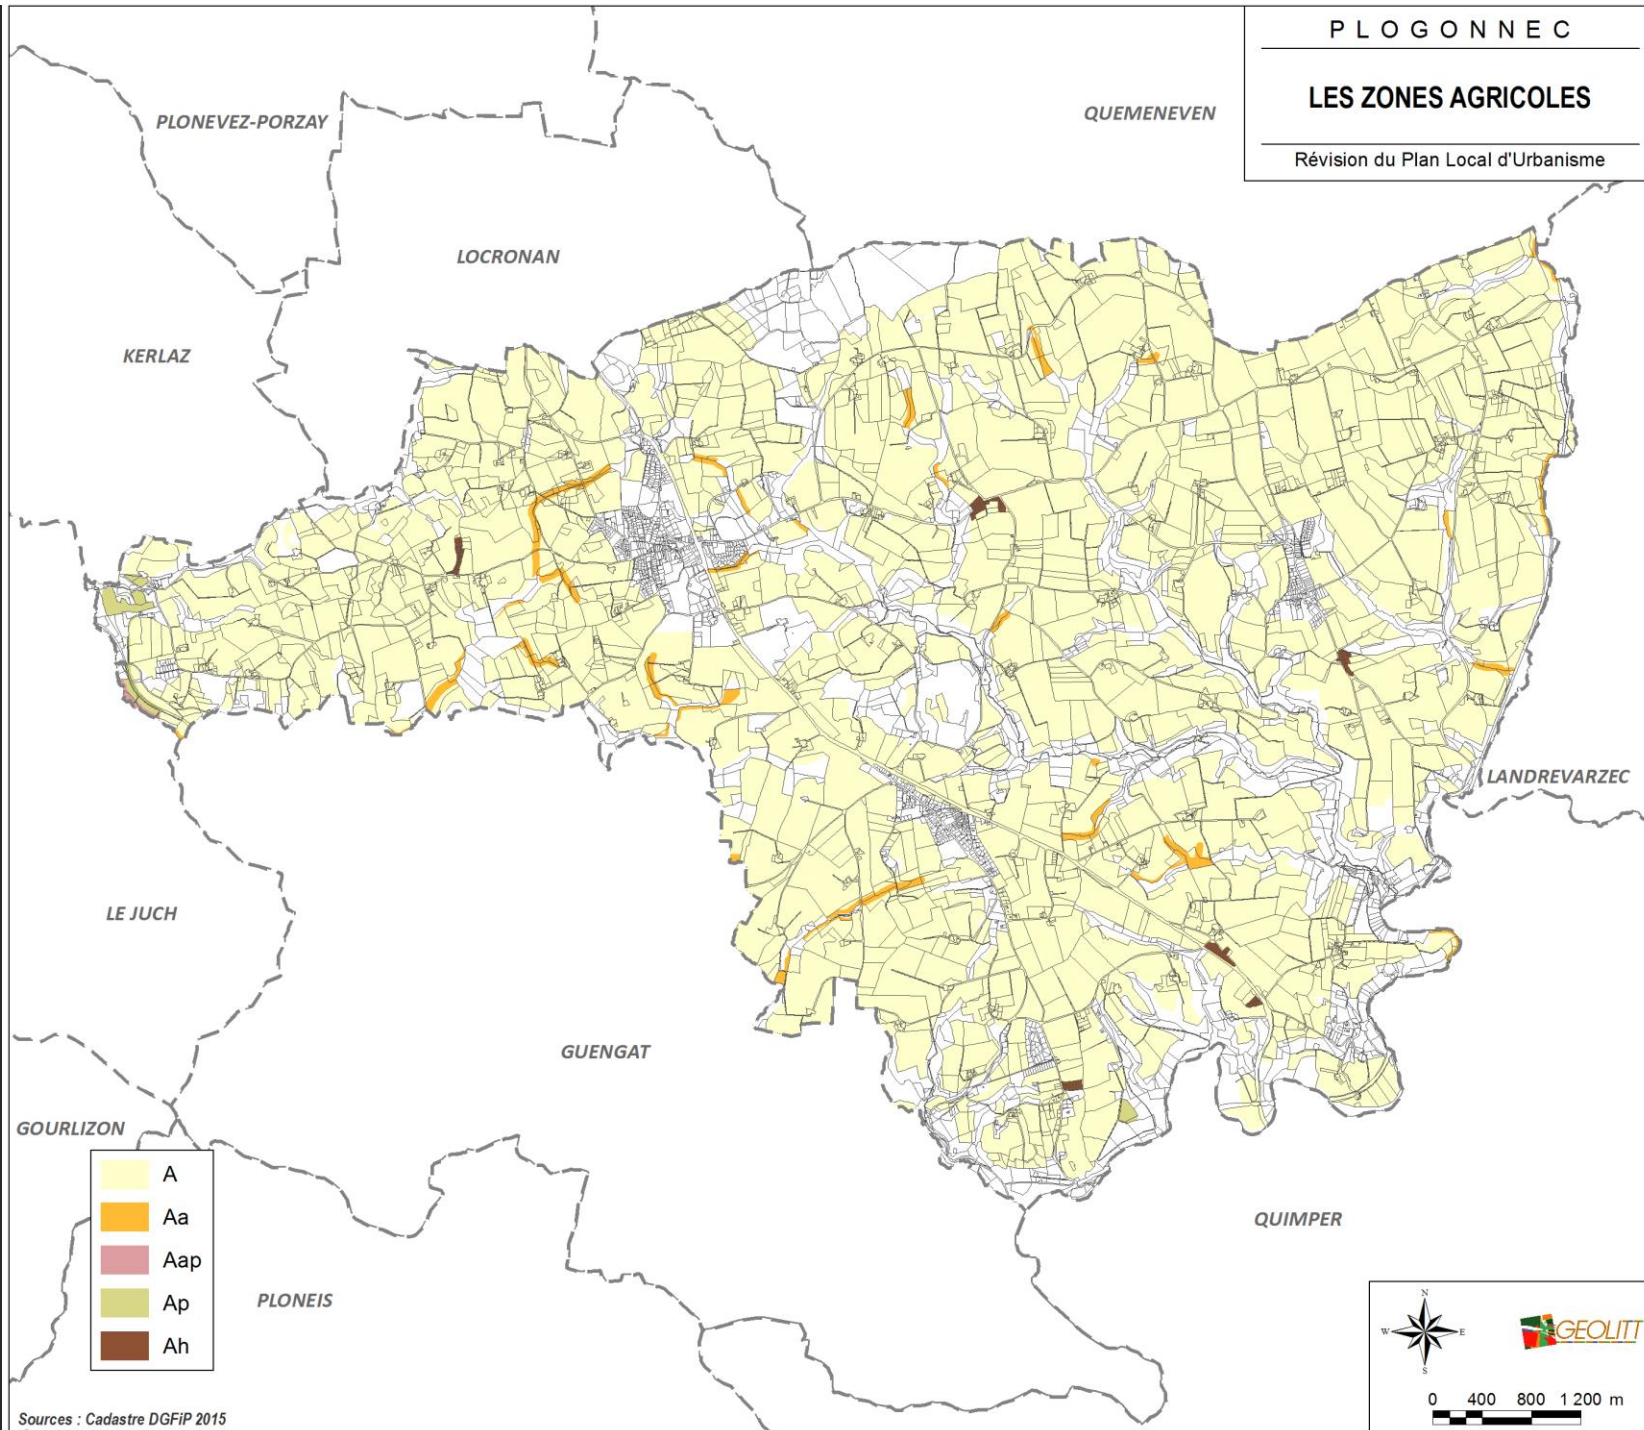 P L O G O N N E C
LES ZONES AGRICOLES
Révision du Plan Local d'Urbanisme
PLONEVEZ-PORZAY
QUEMENEVEN
LOCRONAN
KERLAZ
LANDREVARZEC
LE JUCH
GUENGAT
GOURLIZON
QUIMPER
PLONEIS
A
Aa
Aap
Ap
Ah
N
W E
S
GEOLITT
0 400 800 1 200 m
Sources : Cadastre DGFiP 2015